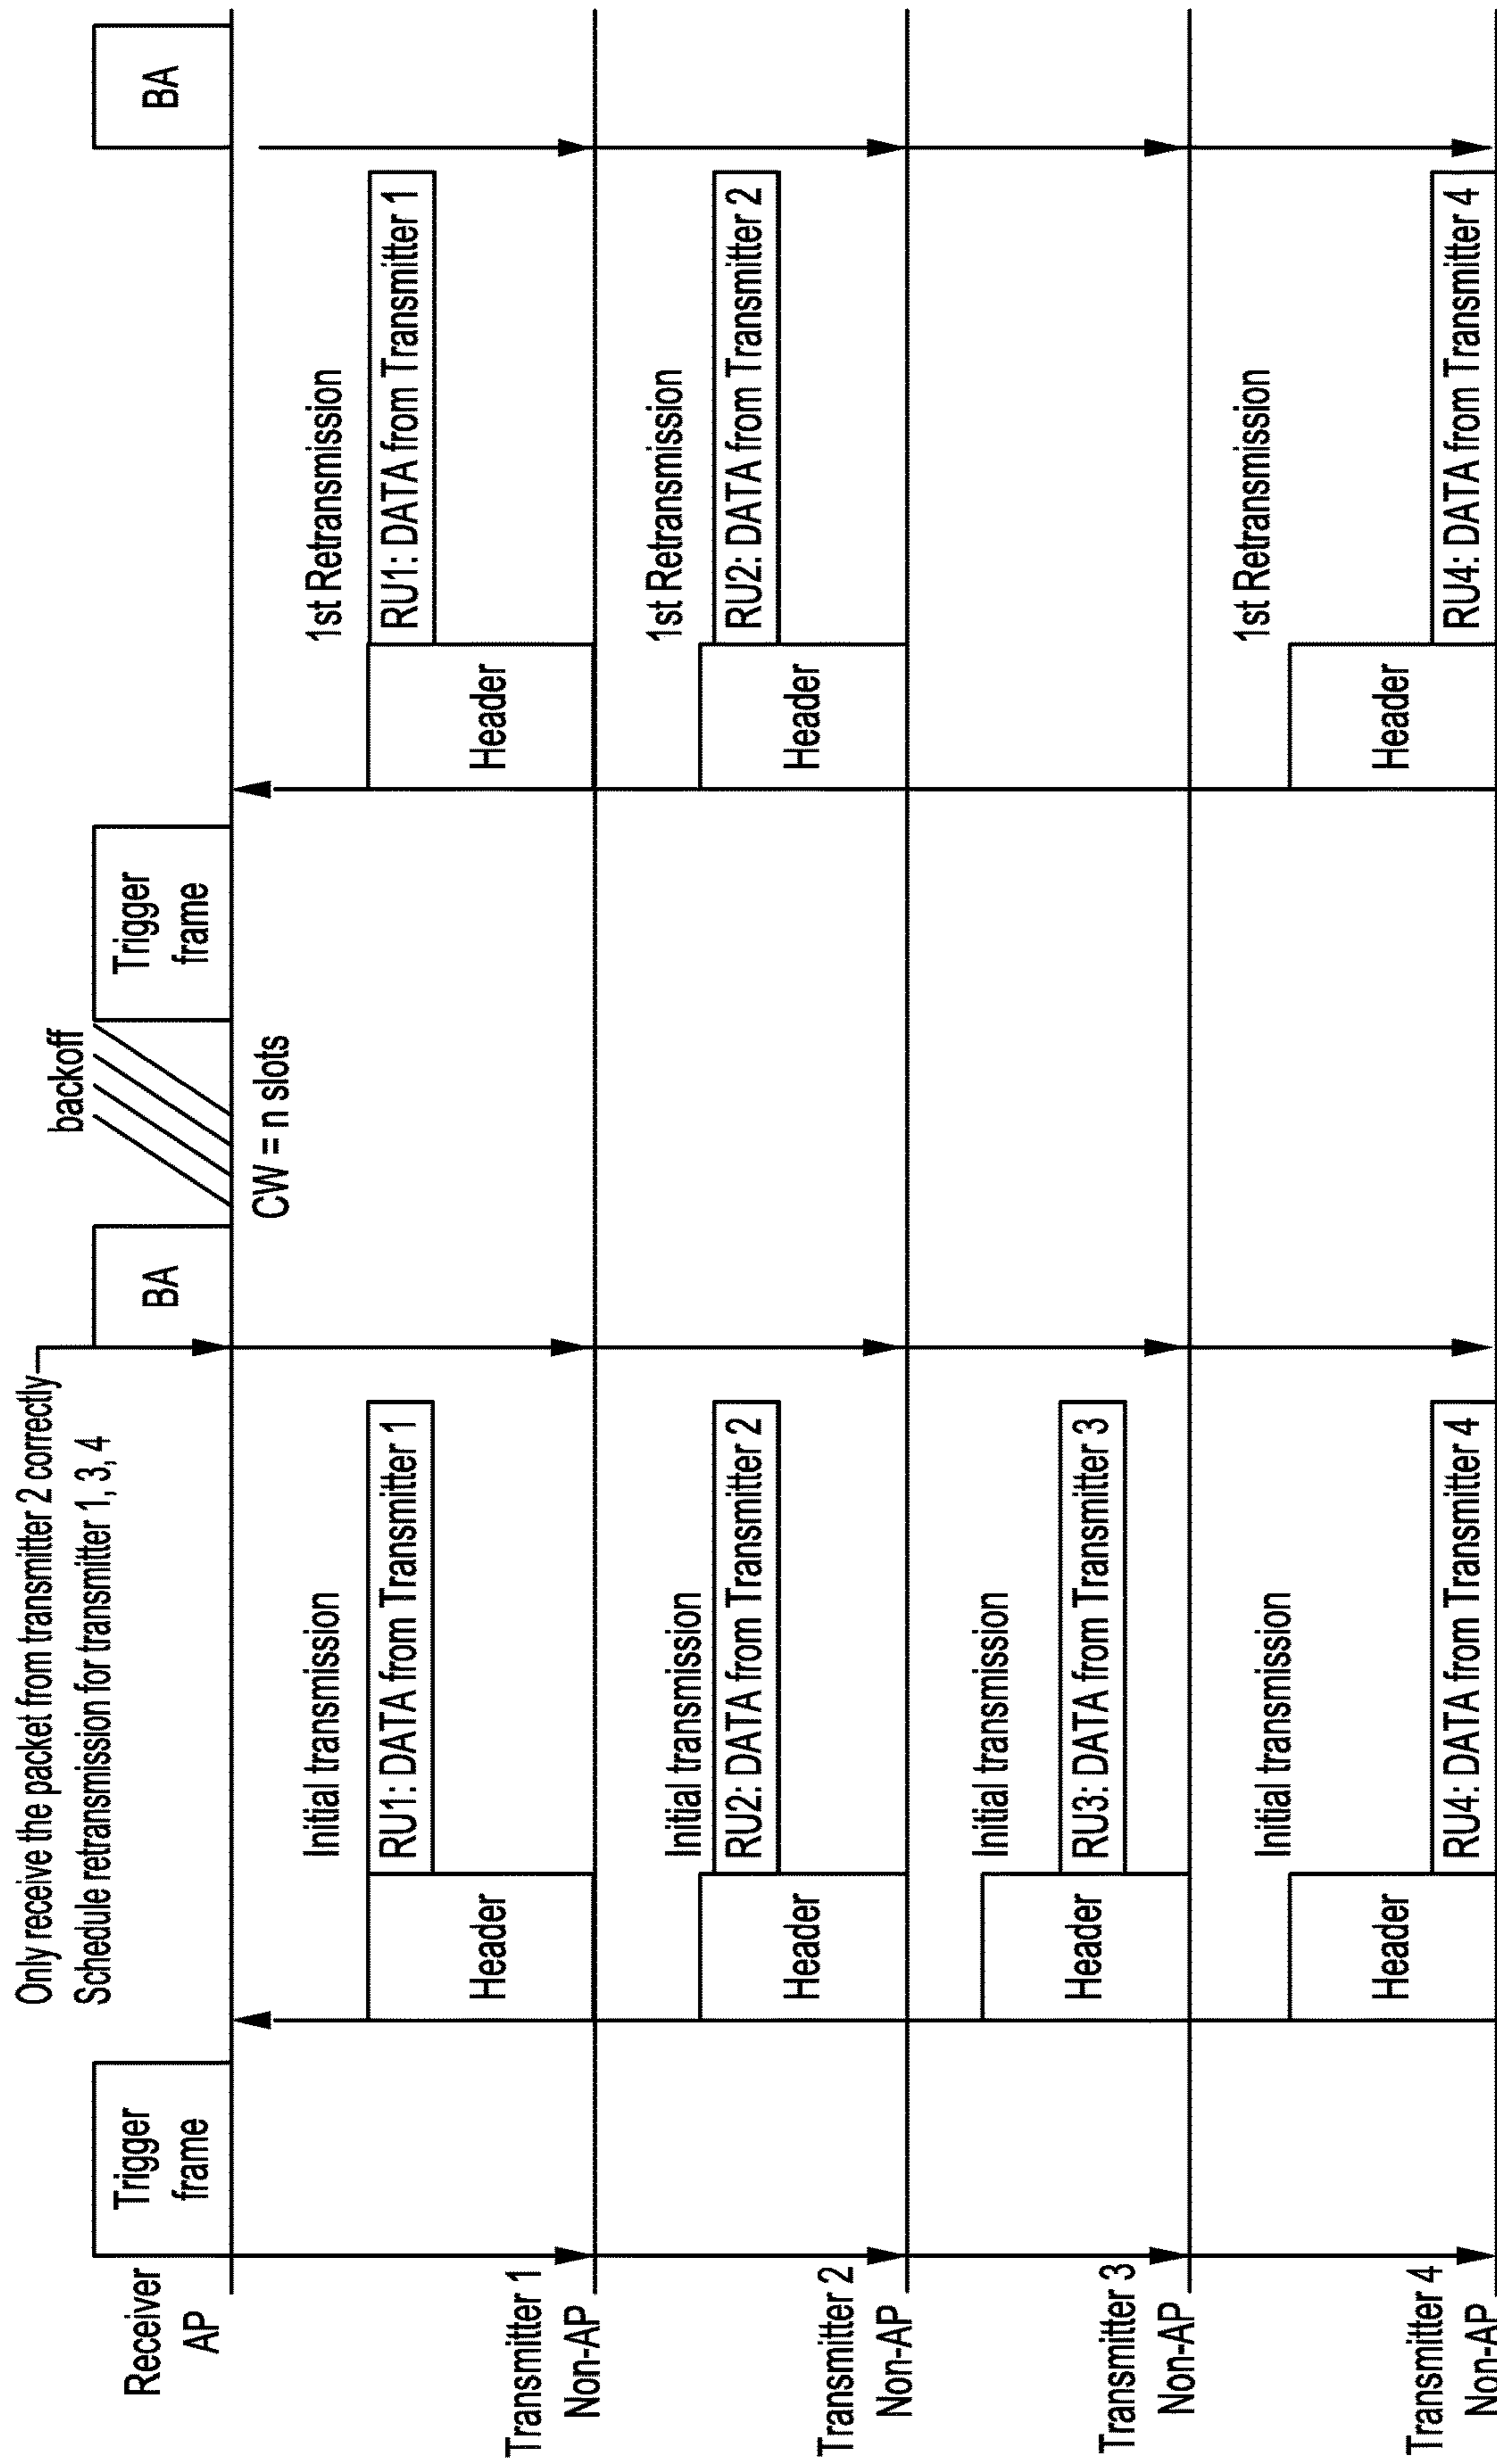 Only receive the packet from transmitter 2 correctly
Schedule retransmission for transmitter 1, 3, 4
backoff
Receiver
AP
Trigger
frame
BA
CW = n slots
Trigger
frame
BA
Transmitter 1
Non-AP
Header
Initial transmission
RU1: DATA from Transmitter 1
Header
1st Retransmission
RU1: DATA from Transmitter 1
Transmitter 2
Non-AP
Header
Initial transmission
RU2: DATA from Transmitter 2
Header
1st Retransmission
RU2: DATA from Transmitter 2
Transmitter 3
Non-AP
Header
Initial transmission
RU3: DATA from Transmitter 3
Transmitter 4
Non-AP
Header
Initial transmission
RU4: DATA from Transmitter 4
Header
1st Retransmission
RU4: DATA from Transmitter 4